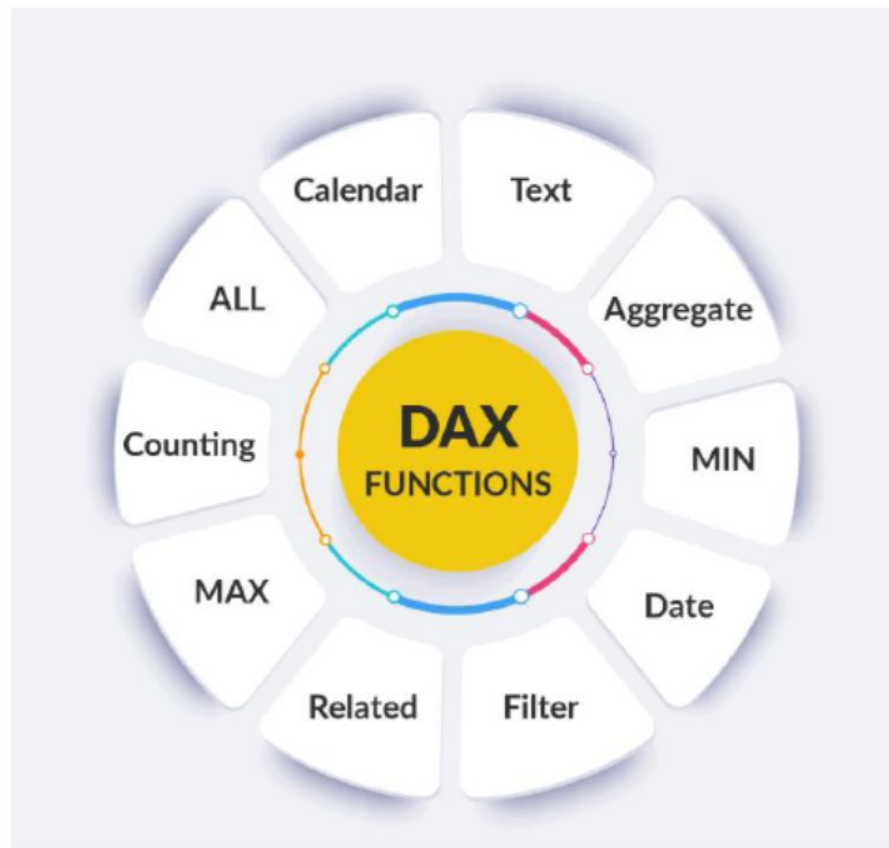 Calendar
Text
ALL
Aggregate
DAX
FUNCTIONS
Counting
MIN
MAX
Date
Related
Filter